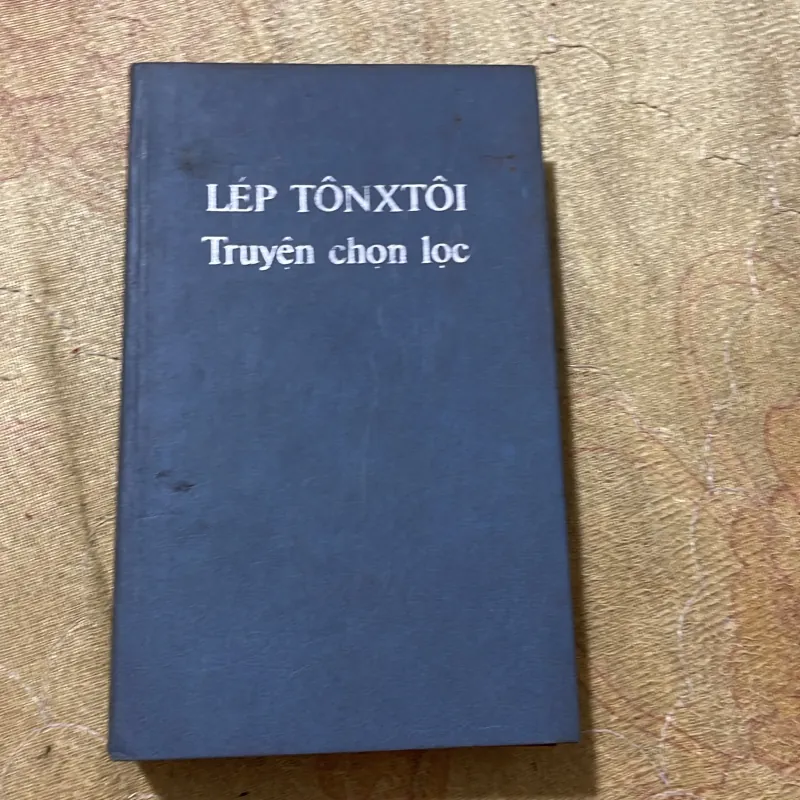 LÉP TÔNXTÔI
Truyện chọn lọc